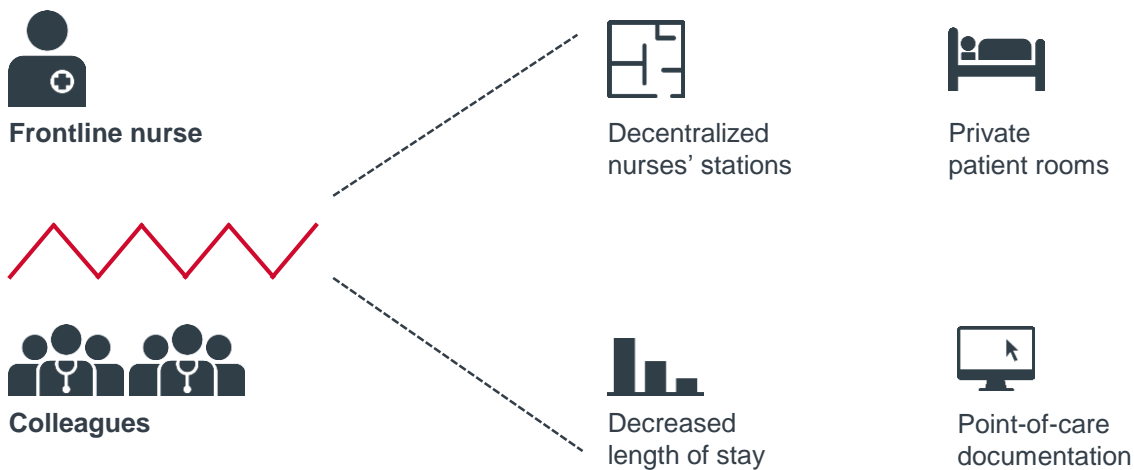 Frontline nurse
Decentralized
nurses’ stations
Private
patient rooms
Colleagues
Decreased
length of stay
Point-of-care
documentation